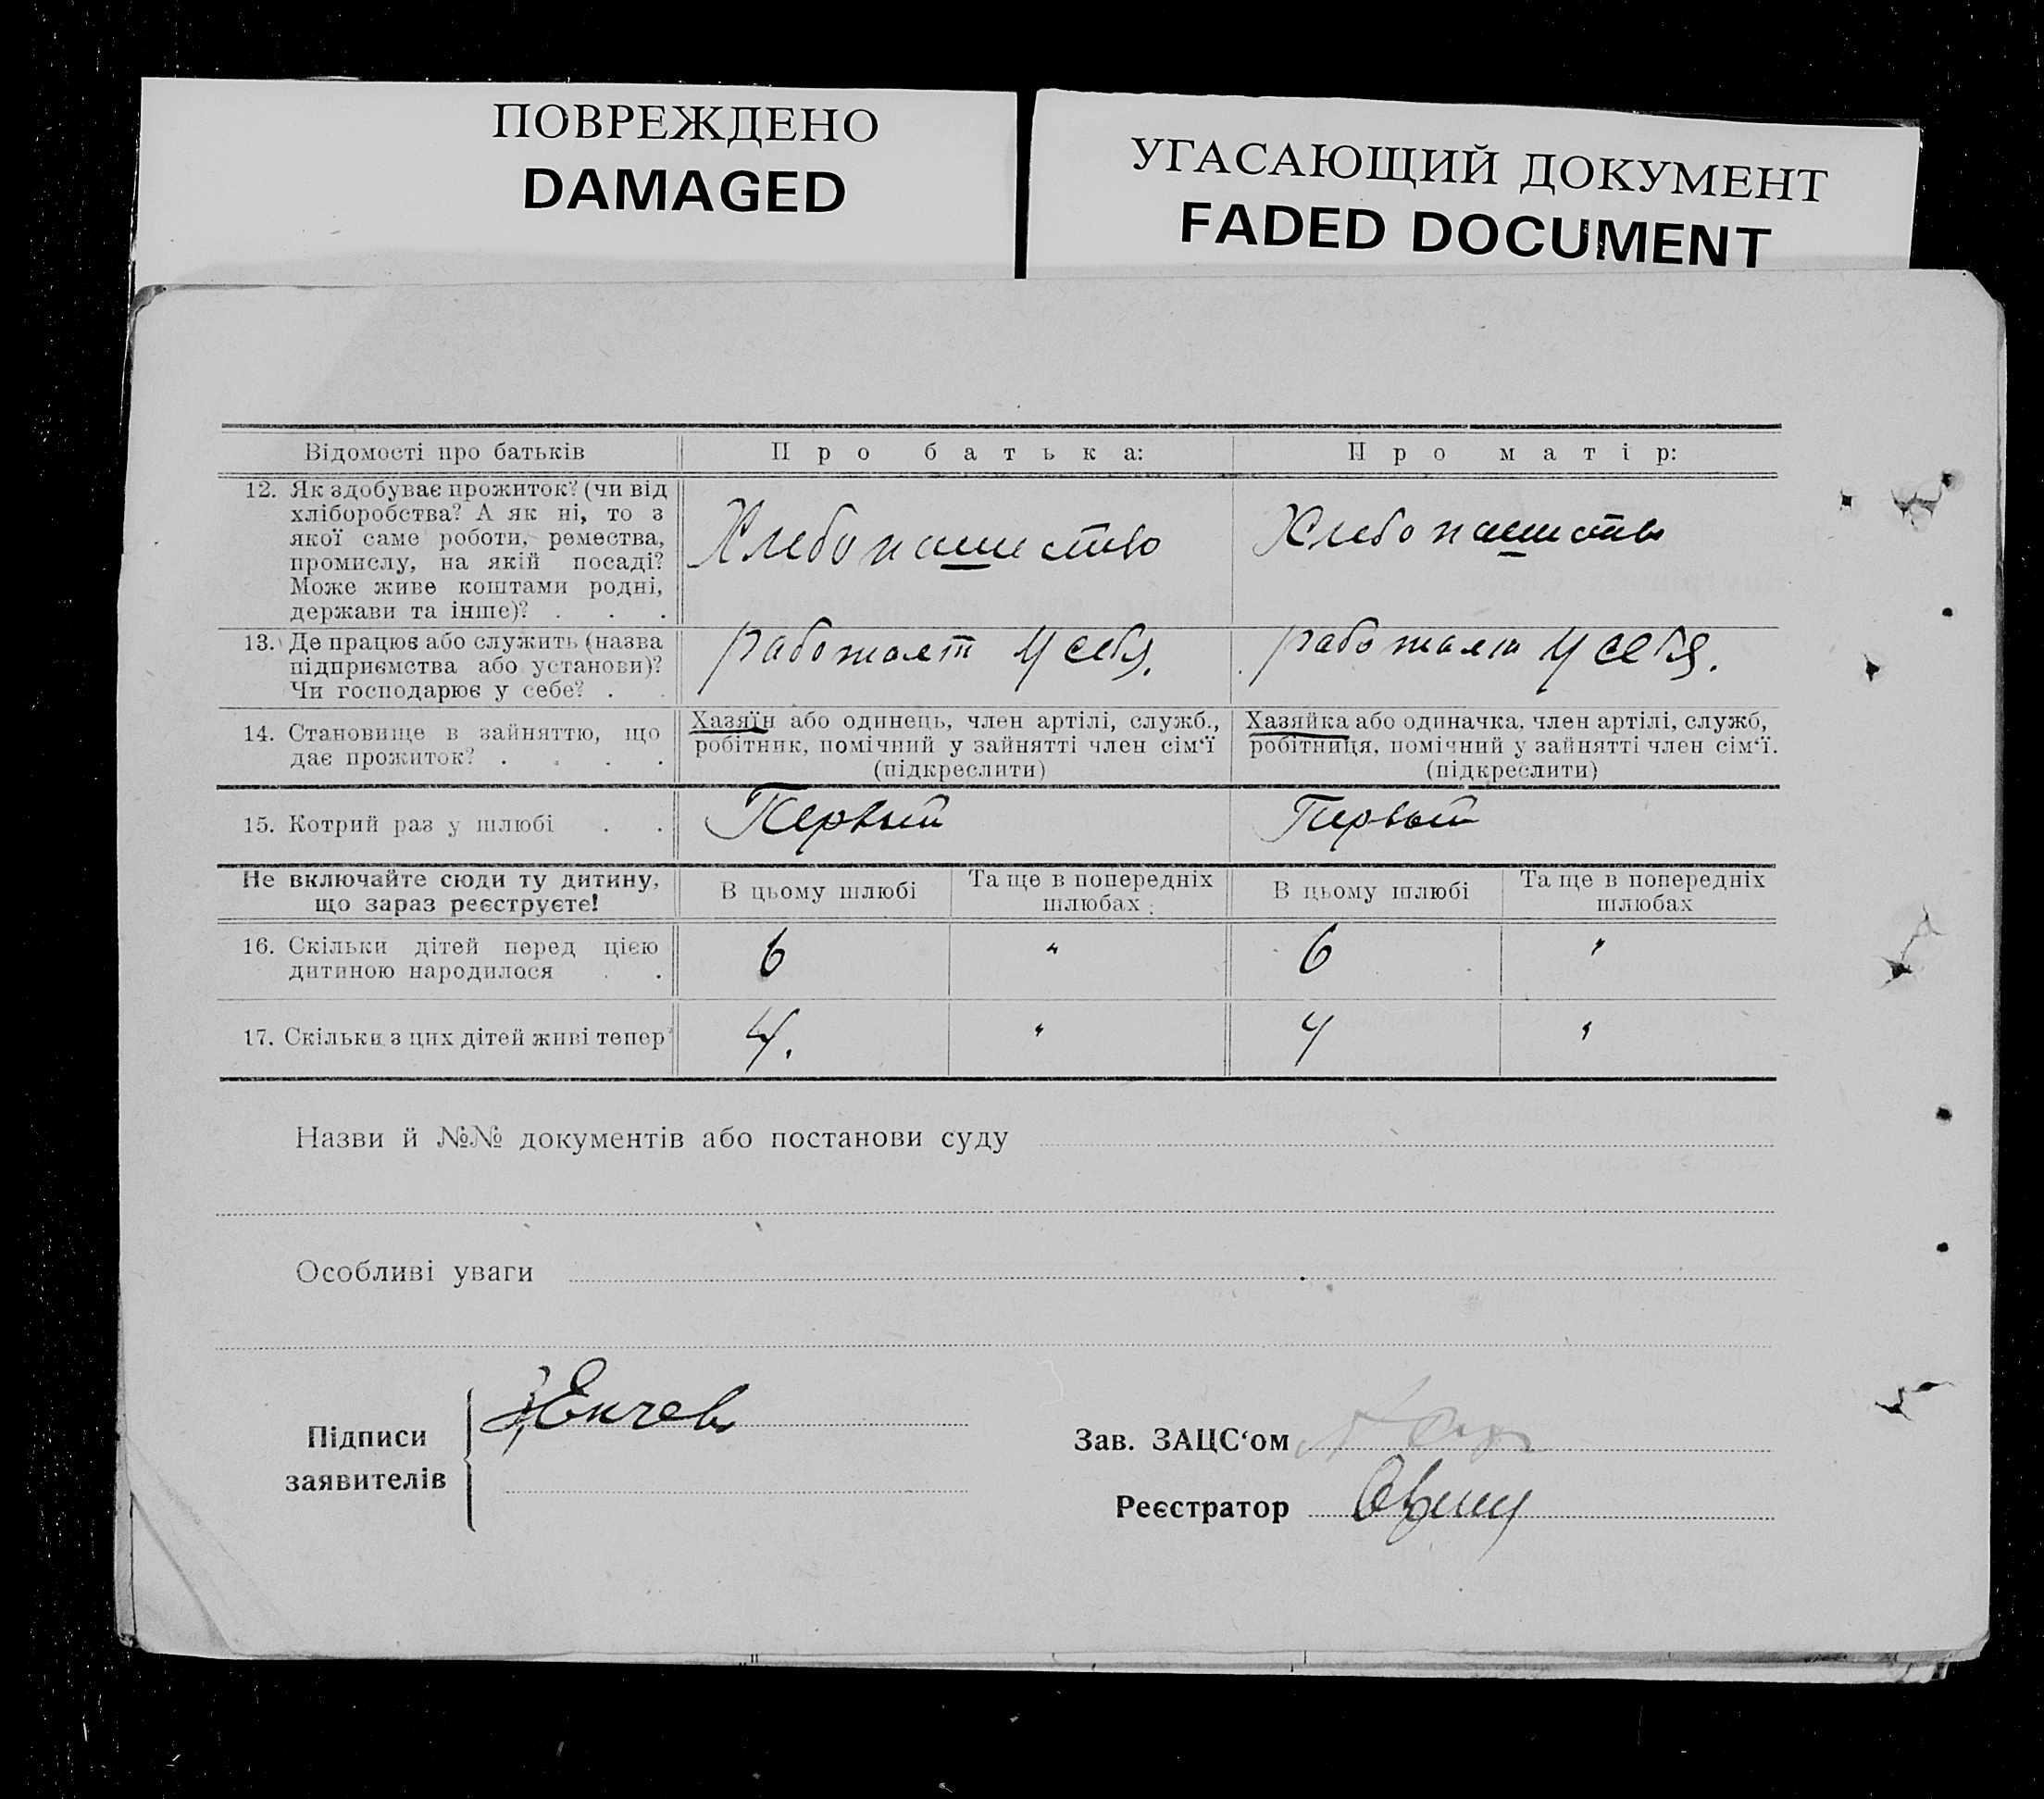 ПОВРЕЖДЕНО
DAMAGED
УГАСАЮЩИЙ ДОКУМЕНТ
FADED DOCUMENT
Відомості про батьків
Про батька:
Про матір:
12. Як здобуває прожиток? (чи від
хліборобства? А як ні, то з
якої саме роботи, ремества,
промислу, на якій посаді?
Може живе коштами родні,
держави та інше)? . . .
Хлебопашество
Хлебопашество
13. Де працює або служить (назва
підприємства або установи)?
Чи господарює у себе? .
работает у себя.
работает у себя.
14. Становище в зайняттю, що
дає прожиток? . . . .
Хазяїн або одинець, член артілі, служб.,
робітник, помічний у зайнятті член сім‘ї
(підкреслити)
Хазяйка або одиначка, член артілі, служб,
робітниця, помічний у зайнятті член сім‘ї.
(підкреслити)
15. Котрий раз у шлюбі . .
Первый
Первый
Не включайте сюди ту дитину,
що зараз реєструєте!
В цьому шлюбі
Та ще в попередніх
шлюбах
В цьому шлюбі
Та ще в попередніх
шлюбах
16. Скільки дітей перед цією
дитиною народилося . .
6 "
6 "
17. Скільки з цих дітей живі тепер
4. "
4 "
Назви й №№ документів або постанови суду
Особливі уваги
Підписи
заявителів
Зав. ЗАЦС‘ом
Реєстратор